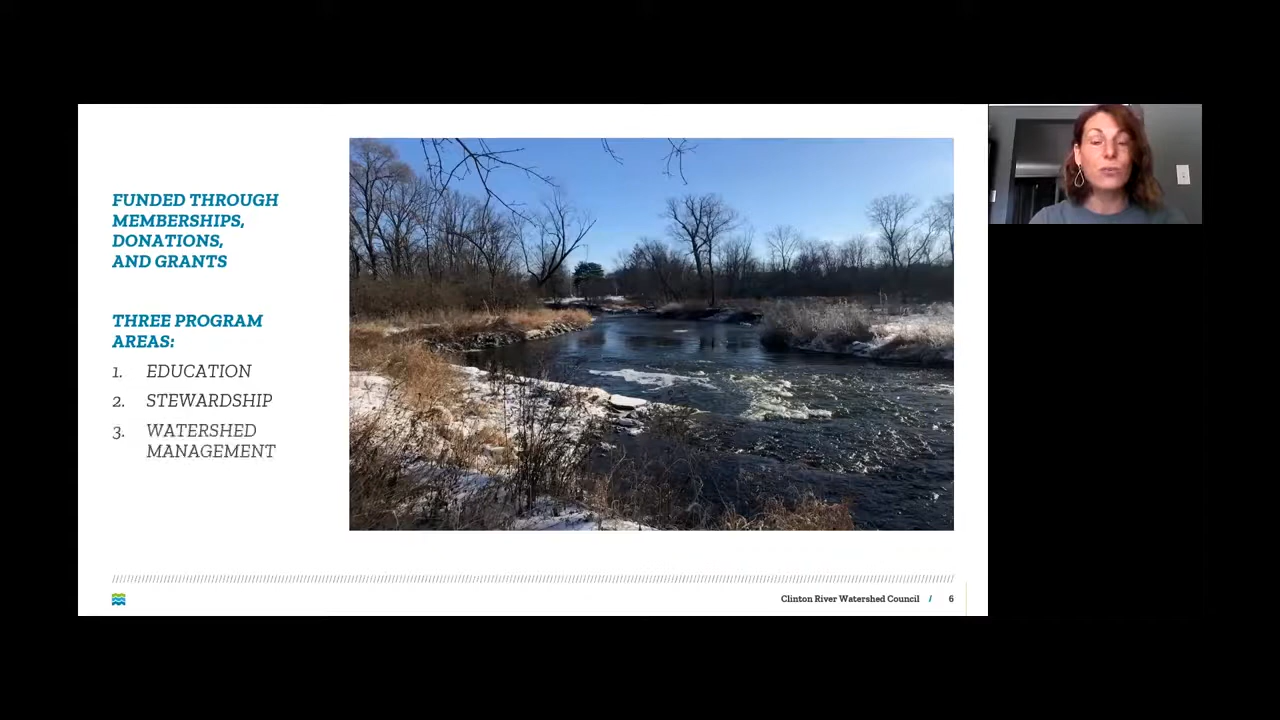 FUNDED THROUGH
MEMBERSHIPS,
DONATIONS,
AND GRANTS
THREE PROGRAM
AREAS:
1. EDUCATION
2. STEWARDSHIP
3. WATERSHED
MANAGEMENT
Clinton River Watershed Council / 6